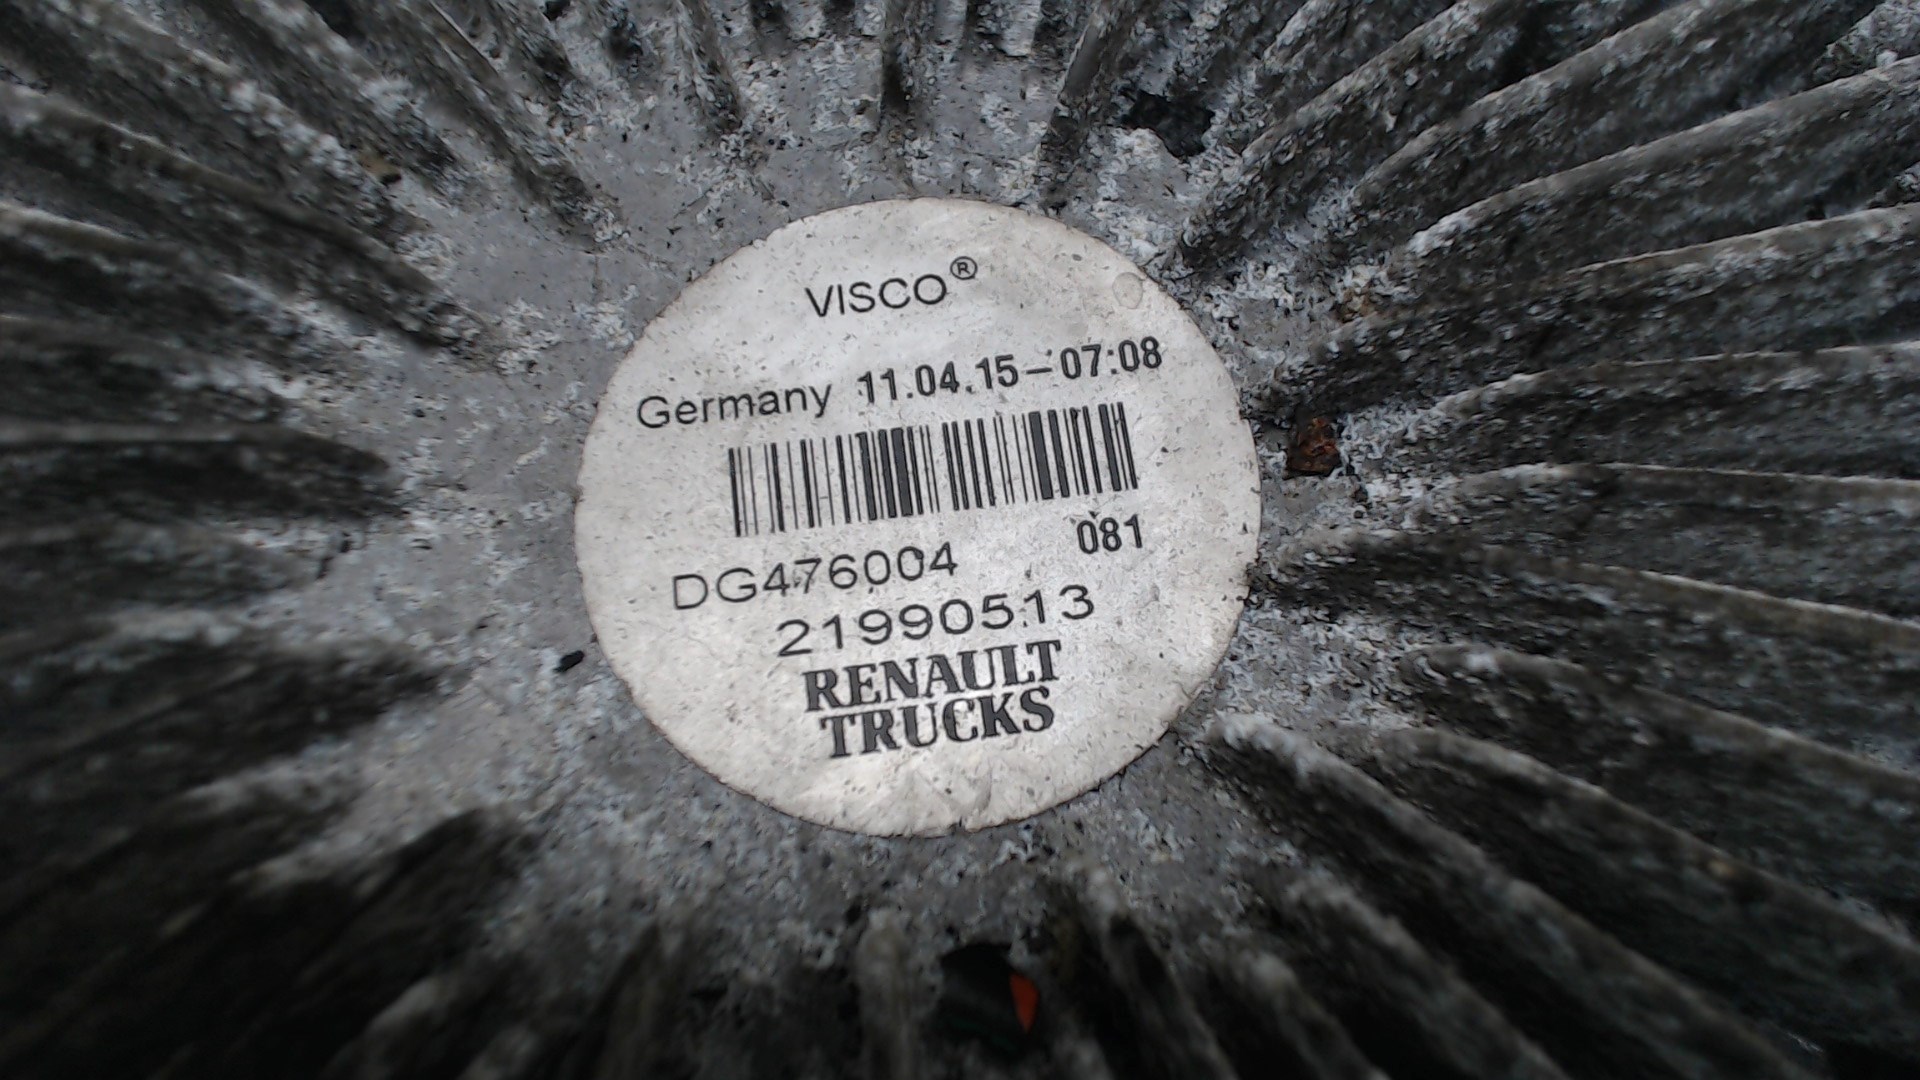 VISCO®
Germany 11.04.15-07:08
081
DG476004
21990513
RENAULT
TRUCKS